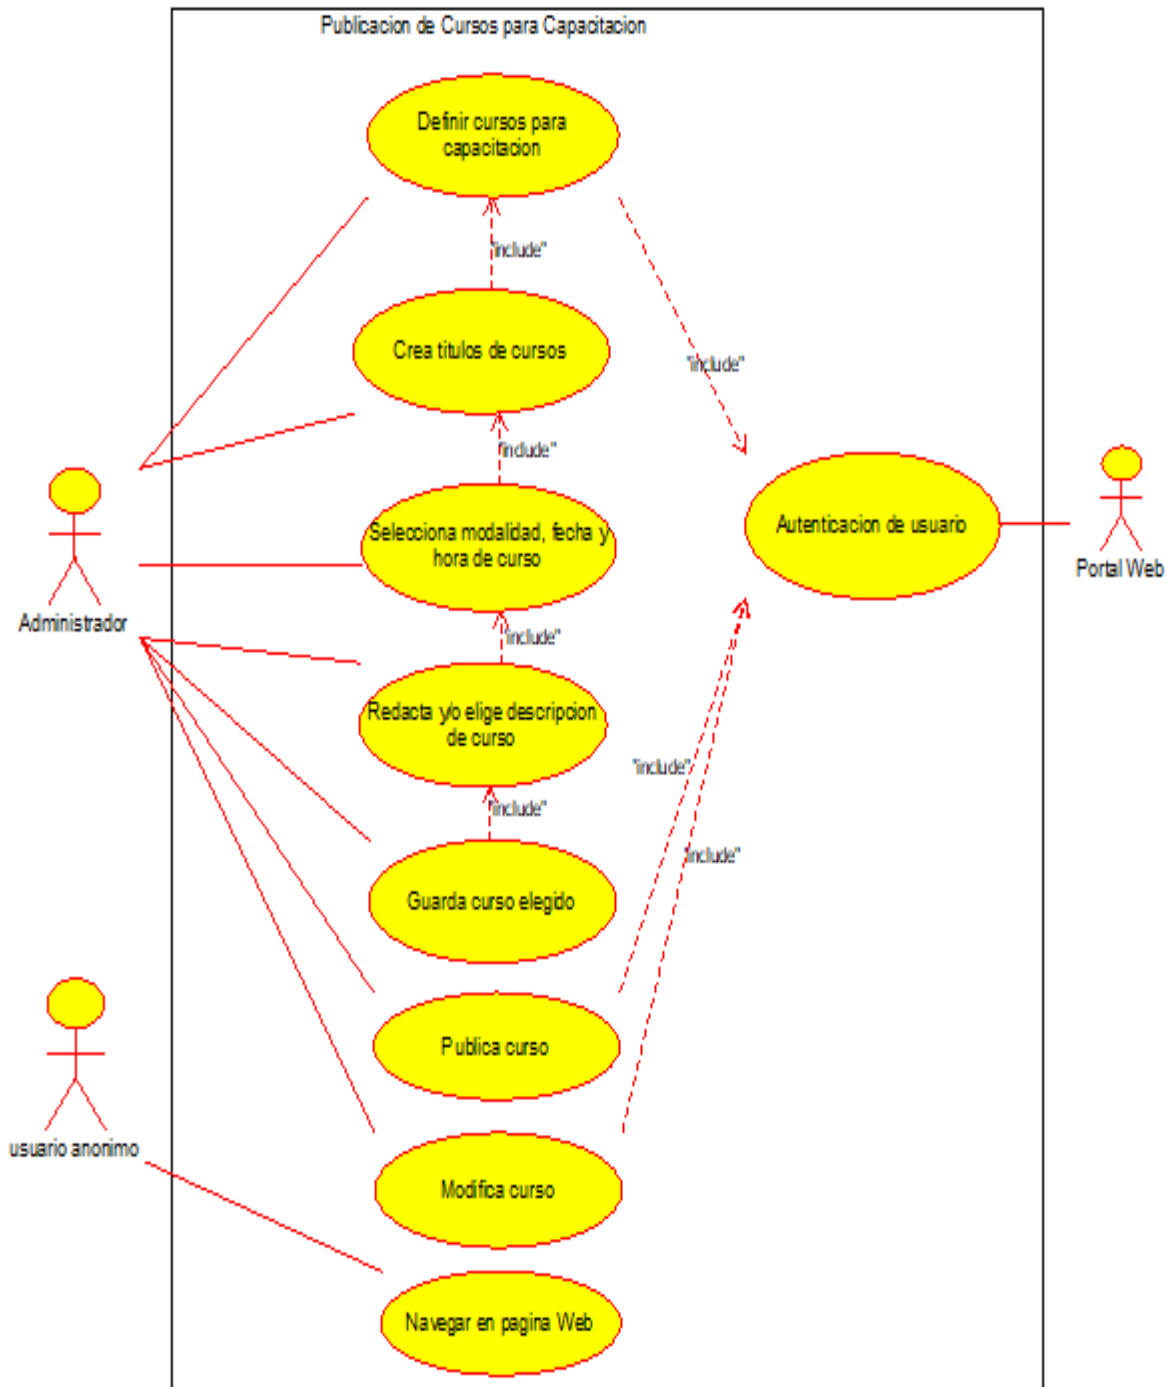 Publicacion de Cursos para Capacitacion
Definir cursos para
capacitacion
"include"
Crea titulos de cursos
"include"
"include"
Selecciona modalidad, fecha y
hora de curso
Autenticacion de usuario
Portal Web
Administrador
"include"
Redacta y/o elige descripcion
de curso
"include"
"include"
"include"
Guarda curso elegido
Publica curso
usuario anonimo
Modifica curso
Navegar en pagina Web